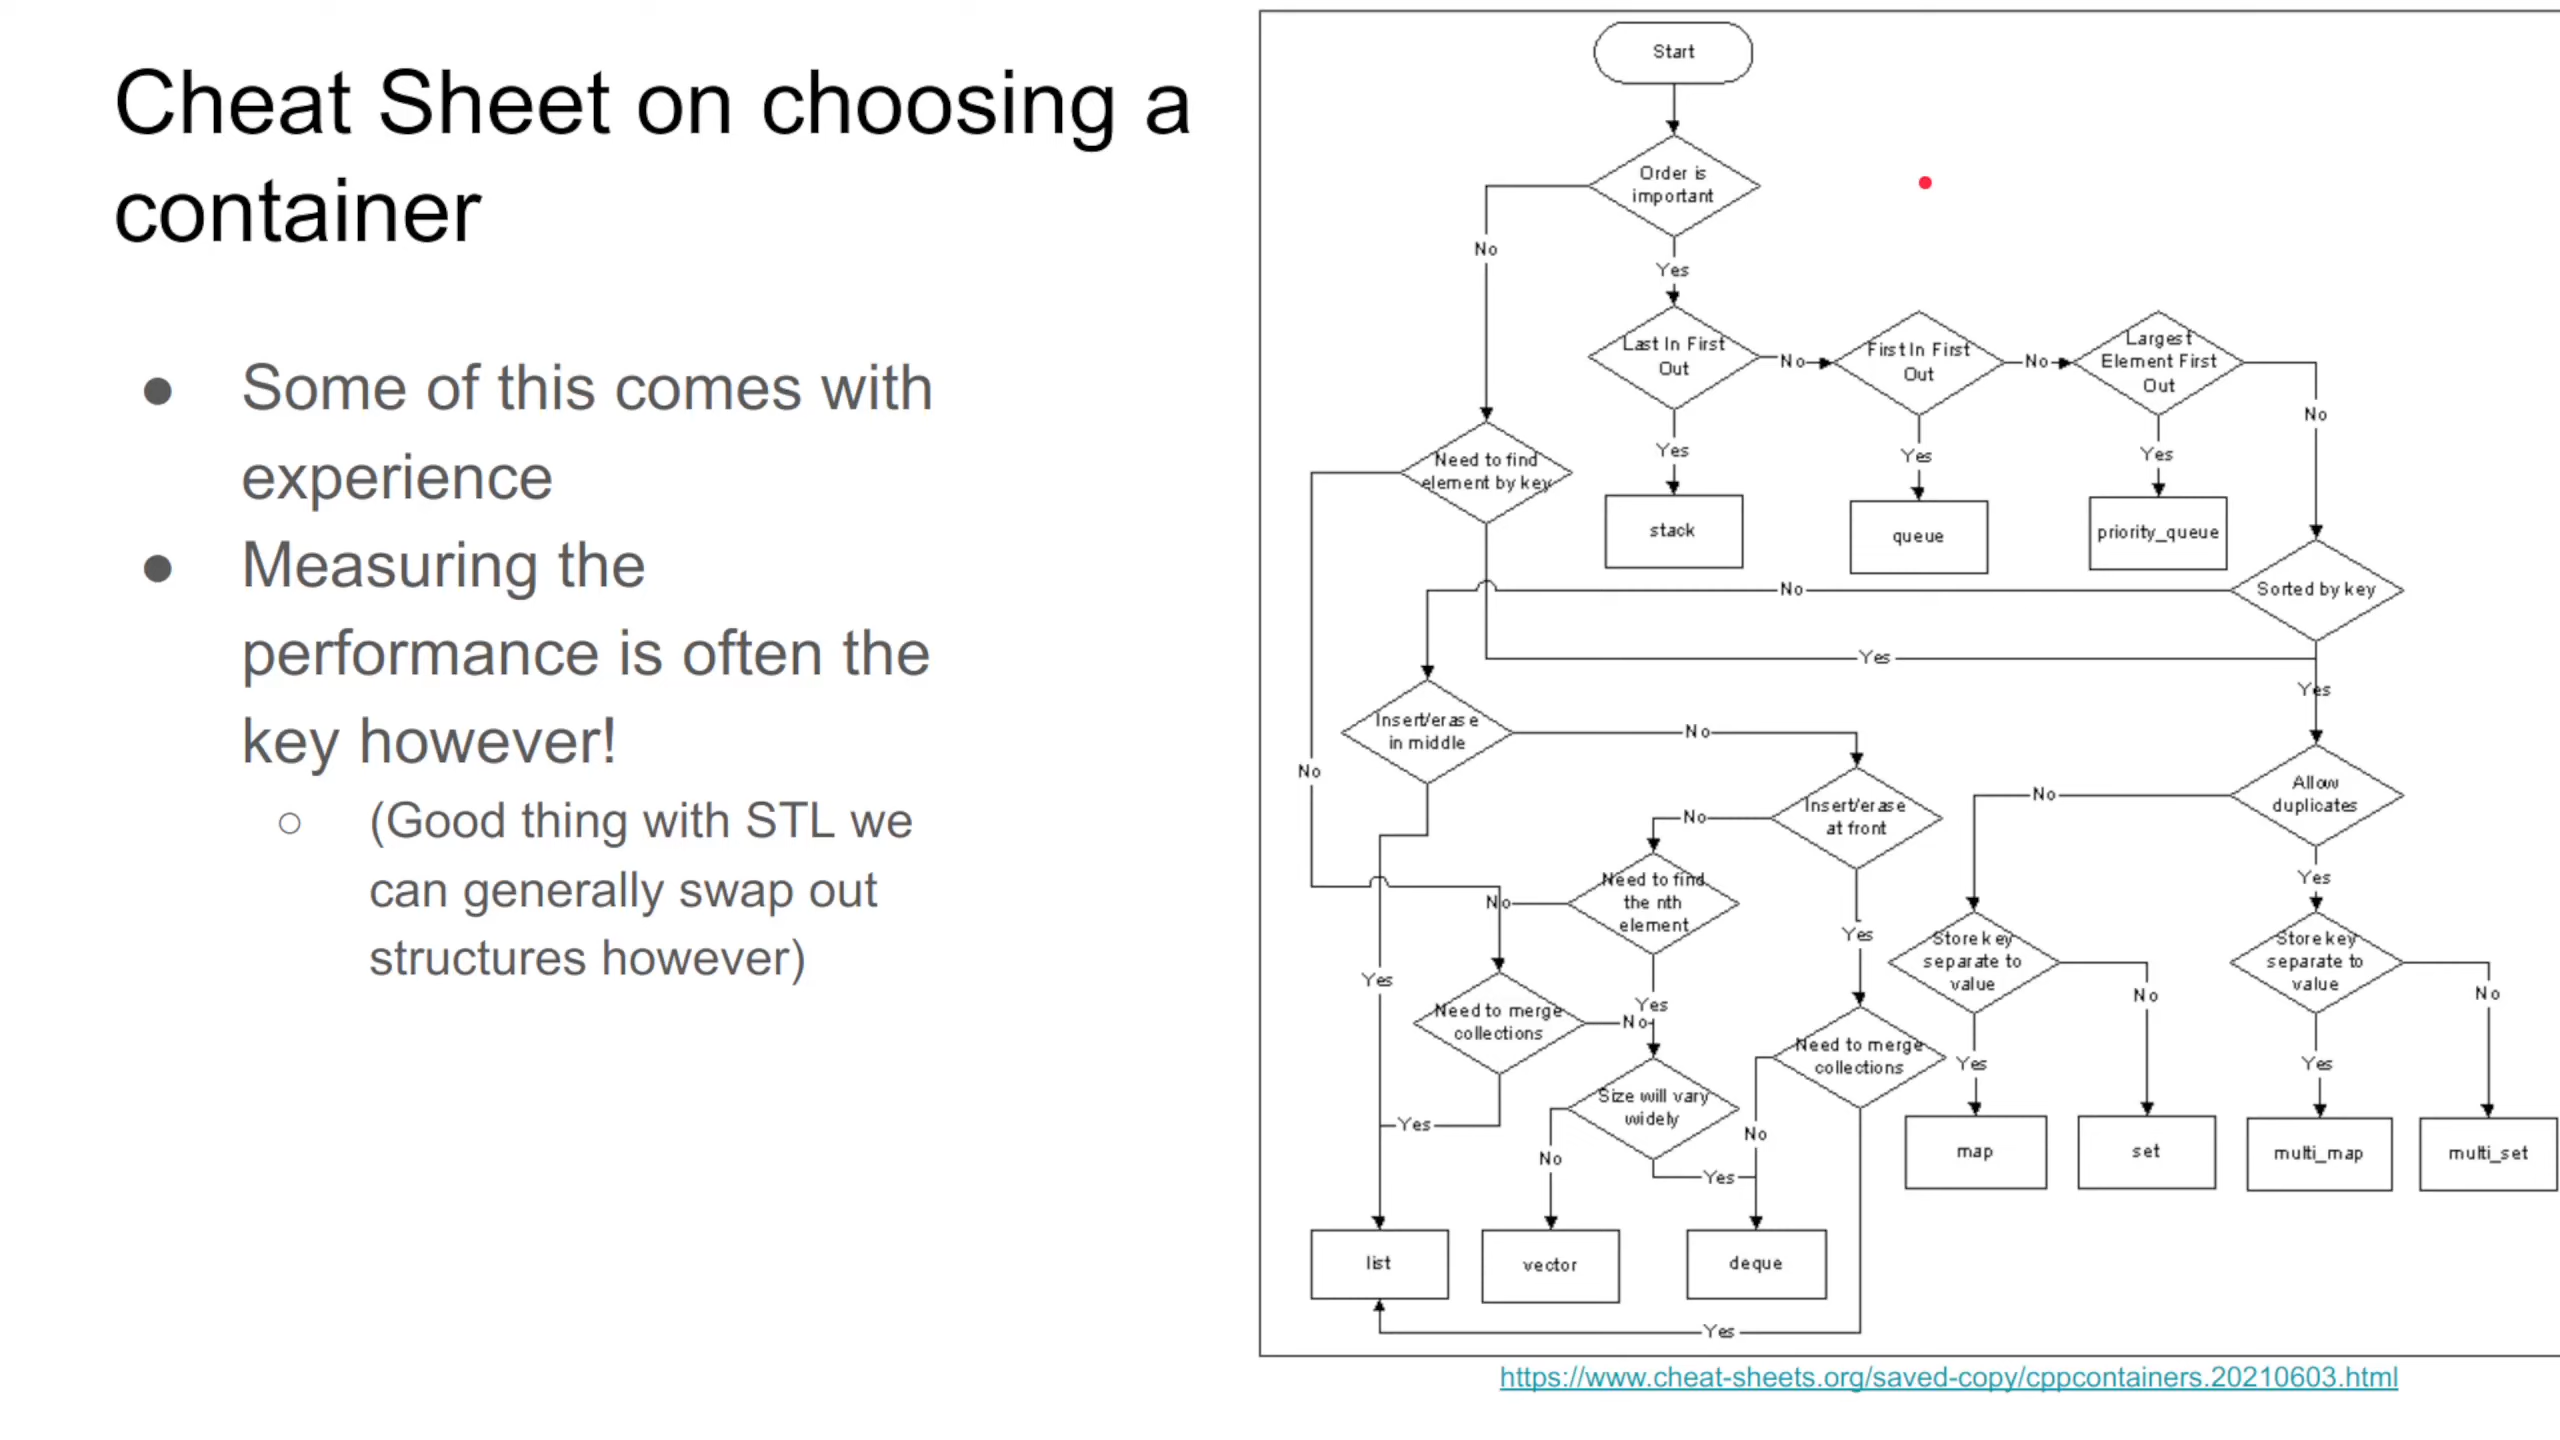 Cheat Sheet on choosing a
container
● Some of this comes with
experience
● Measuring the
performance is often the
key however!
○ (Good thing with STL we
can generally swap out
structures however)
Start
Order is
important
No
Yes
Last In First
Out
No
First In First
Out
No
Largest
Element First
Out
No
Yes
Yes
Yes
Need to find
element by key
stack
queue
priority_queue
Sorted by key
No
Yes
Yes
Insert/erase
in middle
No
No
Insert/erase
at front
No
Allow
duplicates
No
Yes
Need to find
the nth
element
No
Yes
Yes
Yes
Store key
separate to
value
No
Store key
separate to
value
No
Need to merge
collections
No
Yes
Need to merge
collections
Yes
Yes
Size will vary
widely
No
Yes
No
Yes
map
set
multi_map
multi_set
list
vector
deque
Yes
https://www.cheat-sheets.org/saved-copy/cppcontainers.20210603.html